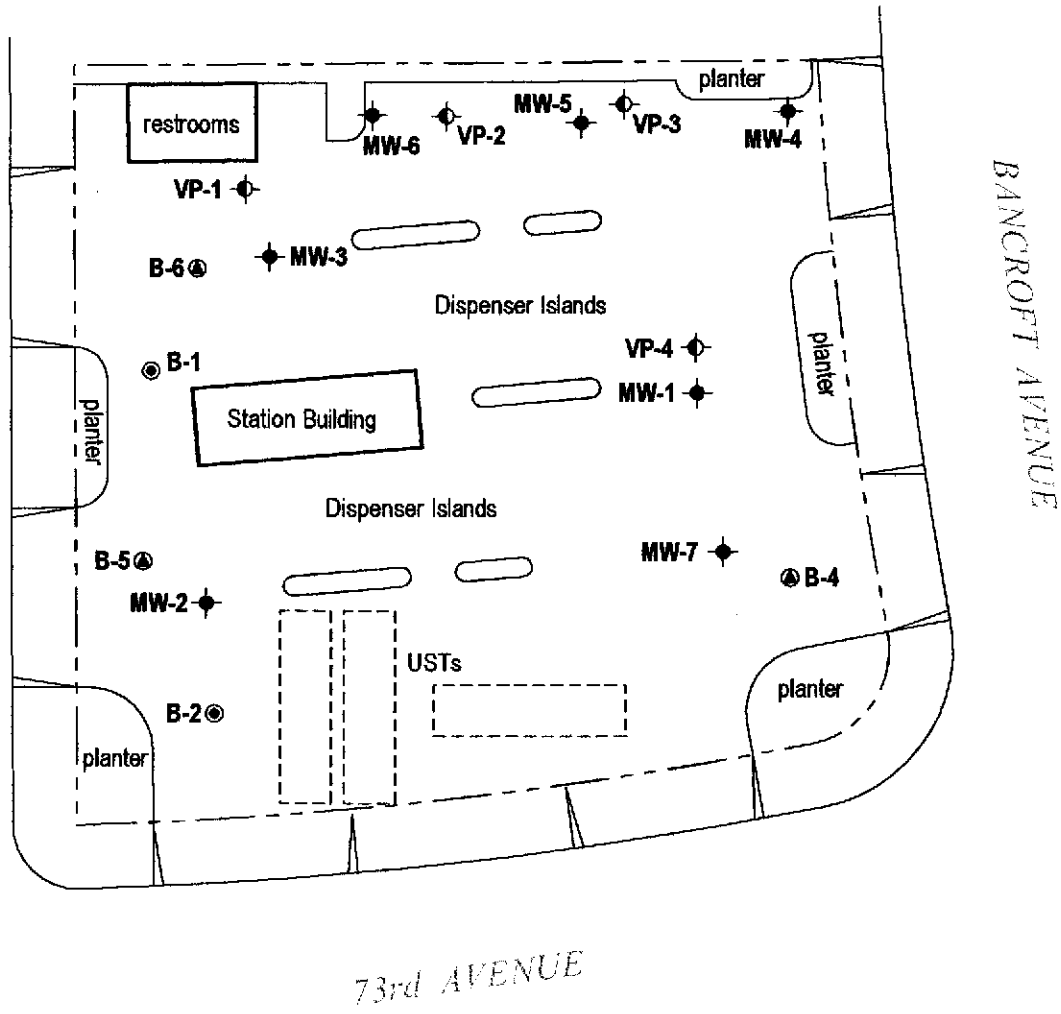 planter
restrooms
MW-5
VP-3
MW-6
VP-2
MW-4
VP-1
MW-3
B-6
BANCROFT AVENUE
Dispenser Islands
VP-4
planter
B-1
MW-1
planter
Station Building
Dispenser Islands
B-5
MW-7
B-4
MW-2
USTs
planter
B-2
planter
73rd AVENUE